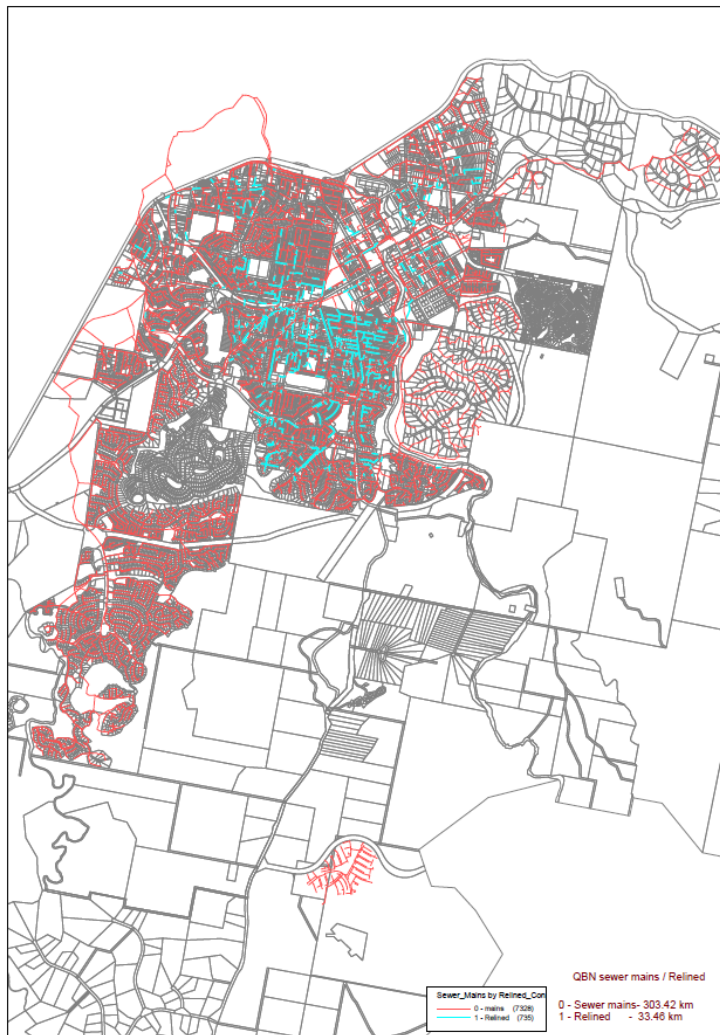 QBN sewer mains / Relined
Sewer_Mains by Relined_Con
0 - mains (7328)
1 - Relined (735)
0 - Sewer mains- 303.42 km
1 - Relined - 33.46 km